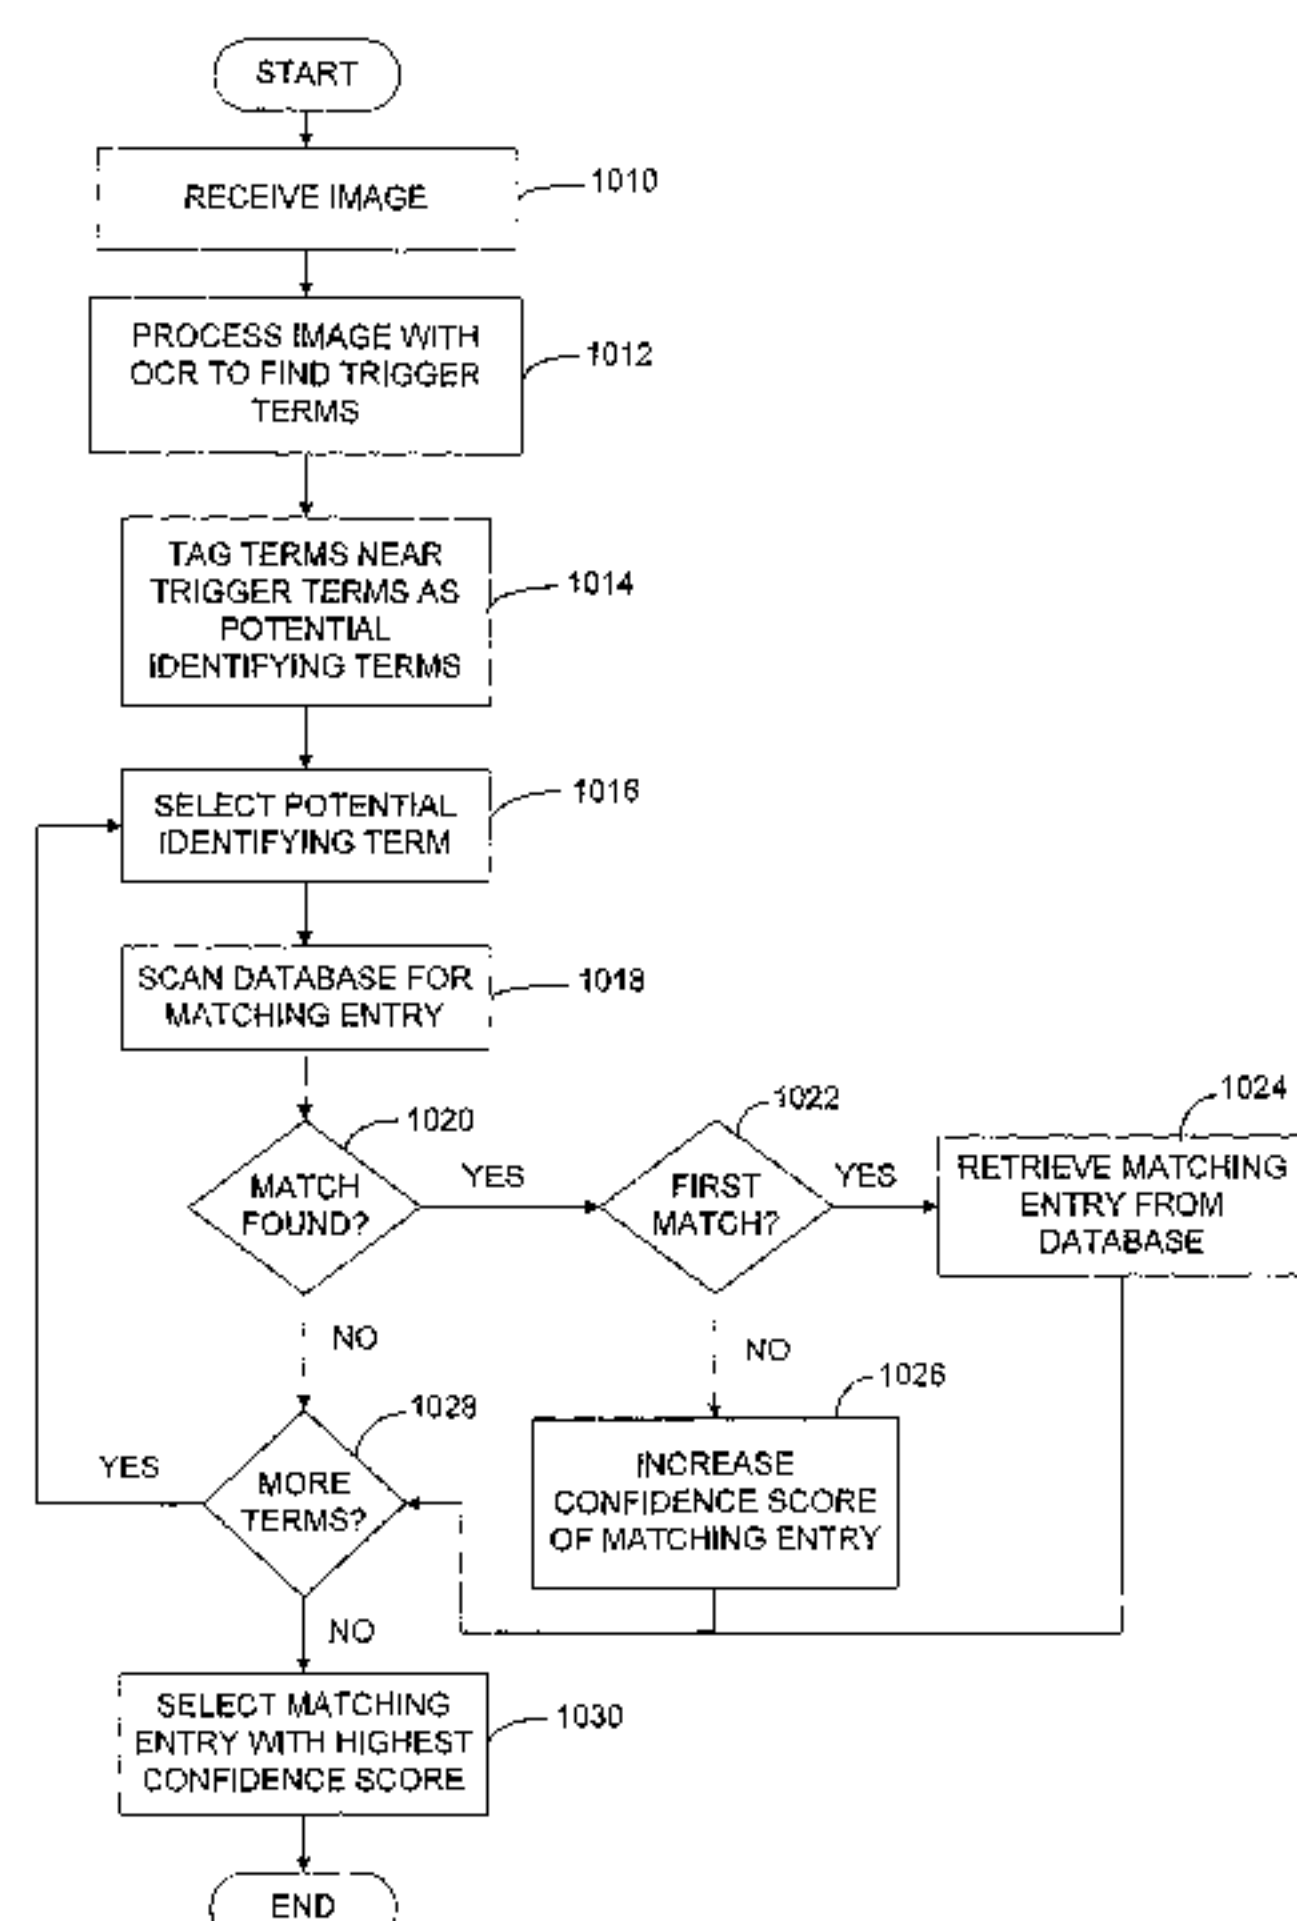 START
RECEIVE IMAGE
1010
PROCESS IMAGE WITH
OCR TO FIND TRIGGER
TERMS
1012
TAG TERMS NEAR
TRIGGER TERMS AS
POTENTIAL
IDENTIFYING TERMS
1014
SELECT POTENTIAL
IDENTIFYING TERM
1016
SCAN DATABASE FOR
MATCHING ENTRY
1018
MATCH
FOUND?
1020
YES
FIRST
MATCH?
1022
YES
RETRIEVE MATCHING
ENTRY FROM
DATABASE
1024
NO
NO
INCREASE
CONFIDENCE SCORE
OF MATCHING ENTRY
1026
MORE
TERMS?
1028
YES
NO
SELECT MATCHING
ENTRY WITH HIGHEST
CONFIDENCE SCORE
1030
END